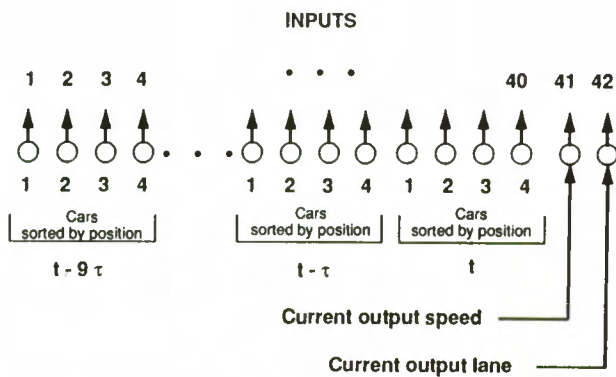 INPUTS
1 2 3 4 . . . 40 41 42
. . .
1 2 3 4 1 2 3 4 1 2 3 4
Cars sorted by position
Cars sorted by position
Cars sorted by position
t - 9 τ t - τ t
Current output speed
Current output lane